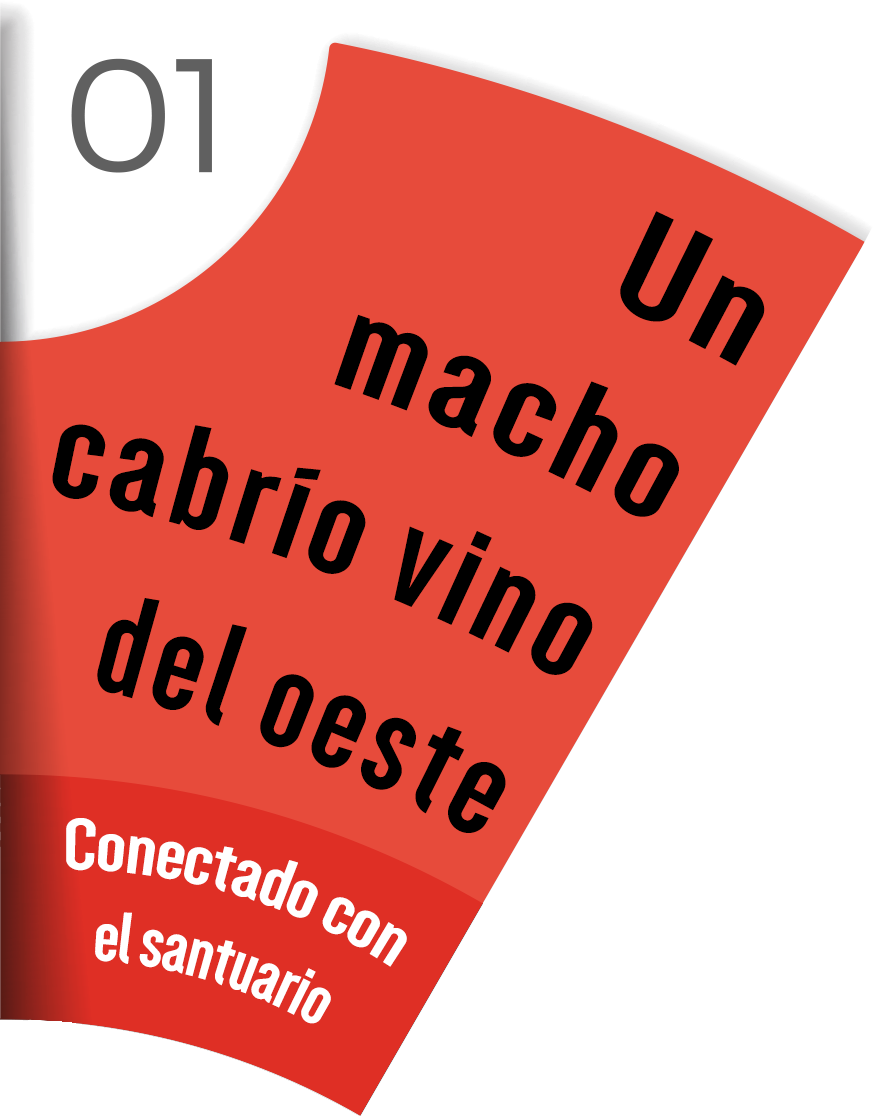 01
Un
macho
cabrío vino
del oeste
Conectado con
el santuario